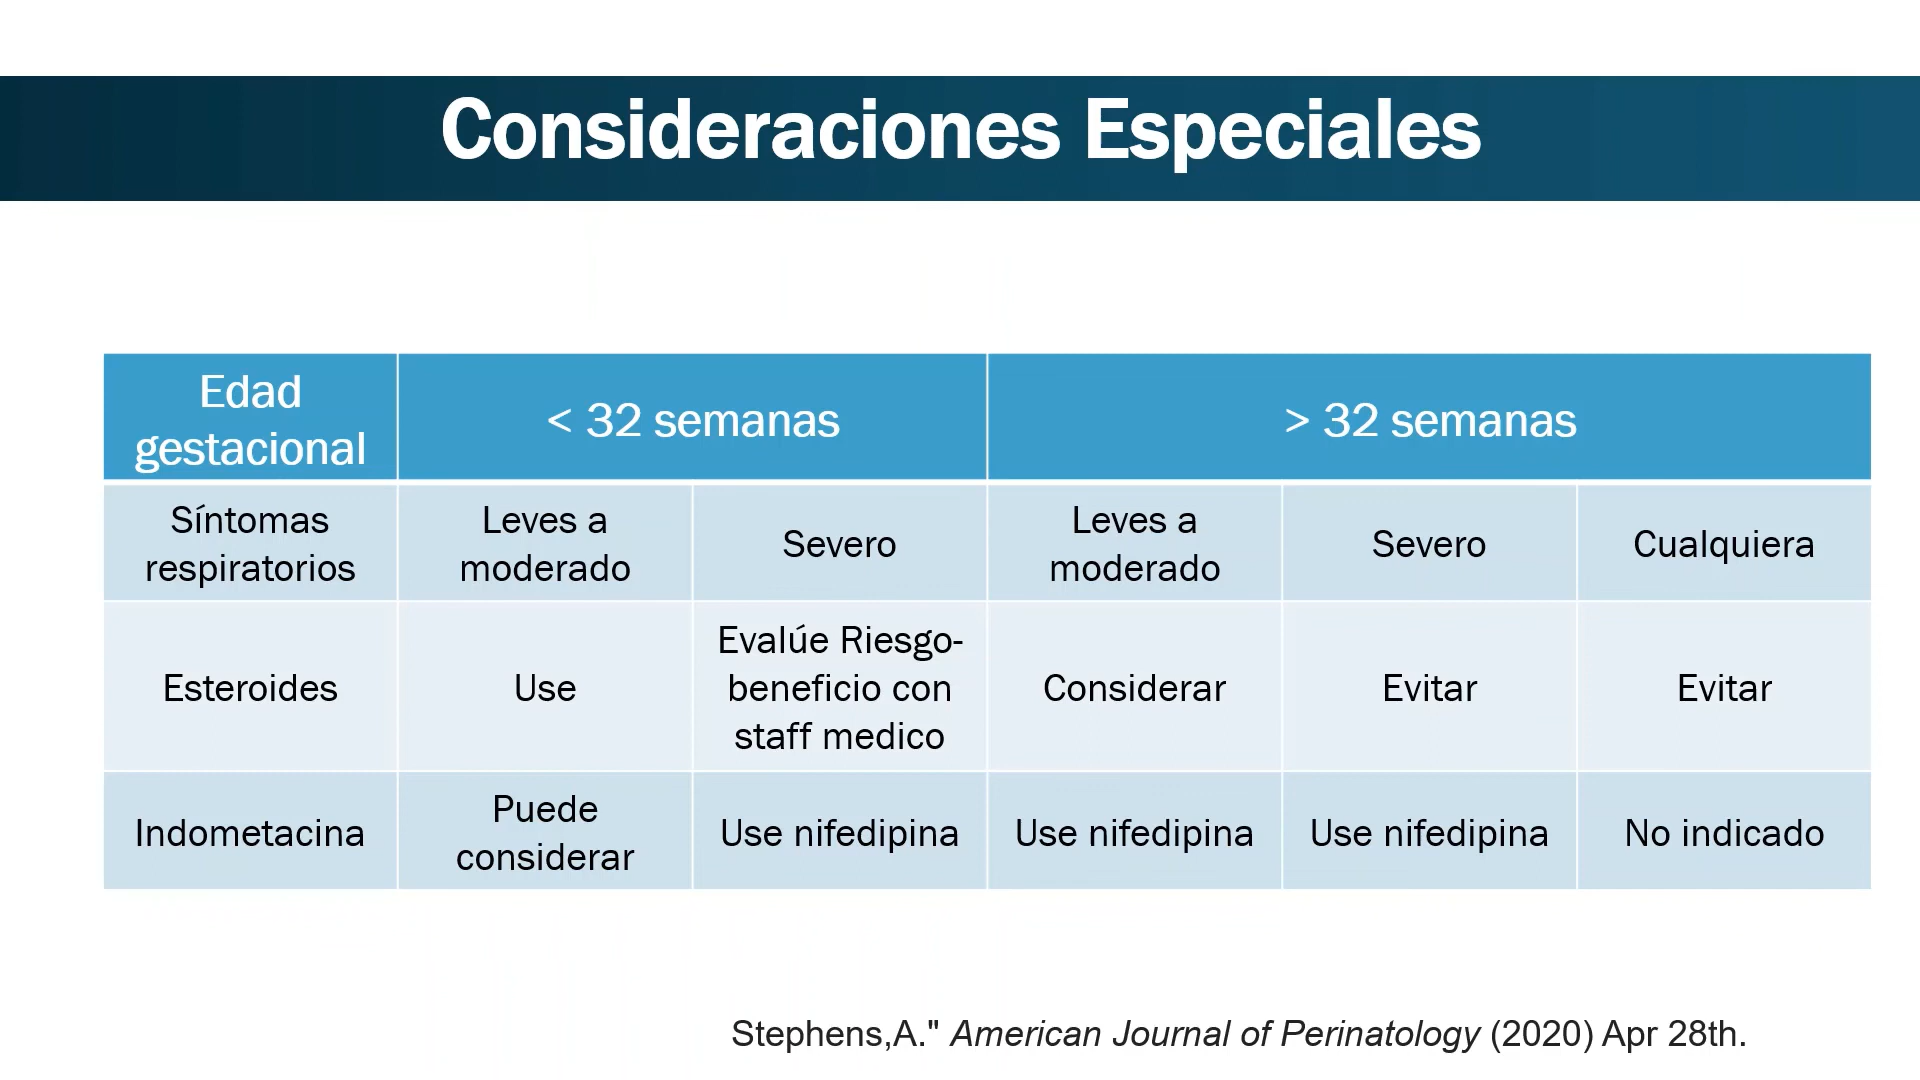 Consideraciones Especiales
Edad
gestacional
< 32 semanas
> 32 semanas
Síntomas
respiratorios
Leves a
moderado
Severo
Leves a
moderado
Severo
Cualquiera
Esteroides
Use
Evalúe Riesgo-
beneficio con
staff medico
Considerar
Evitar
Evitar
Indometacina
Puede
considerar
Use nifedipina
Use nifedipina
Use nifedipina
No indicado
Stephens,A." American Journal of Perinatology (2020) Apr 28th.